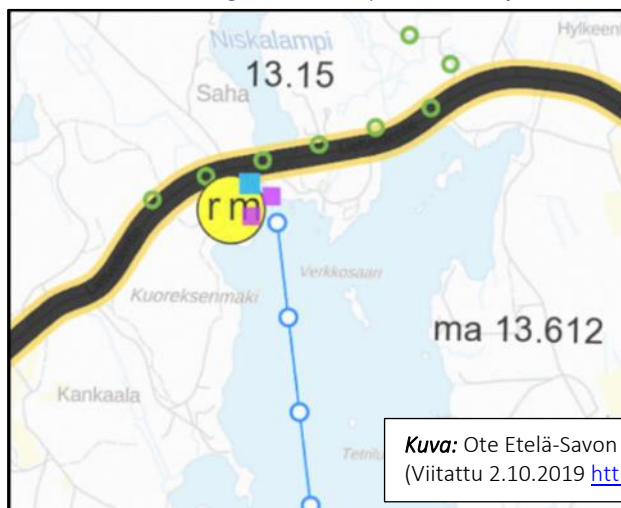 Niskalampi
Hylkeen
13.15
Saha
r m
Verkkosaari
Kuoreksenmäki
ma 13.612
Kankaala
Kuva: Ote Etelä-Savon
(Viitattu 2.10.2019 htt